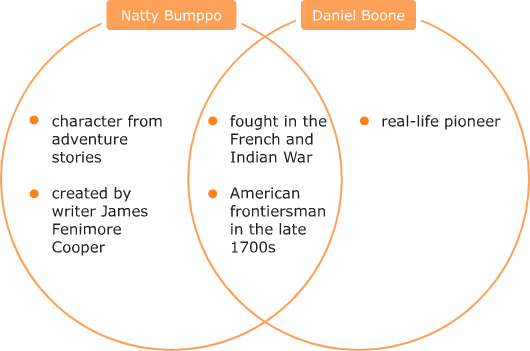 Natty Bumppo
Daniel Boone
character from
adventure
stories
created by
writer James
Fenimore
Cooper
fought in the
French and
Indian War
American
frontiersman
in the late
1700s
real-life pioneer